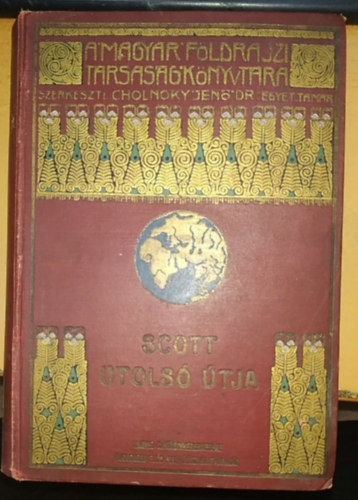 A MAGYAR FÖLDRAJZI
TÁRSASÁG KÖNYVTÁRA
SZERKESZTI CHOLNOKY JENŐ DR EGYET. TANÁR
SCOTT
UTOLSÓ ÚTJA